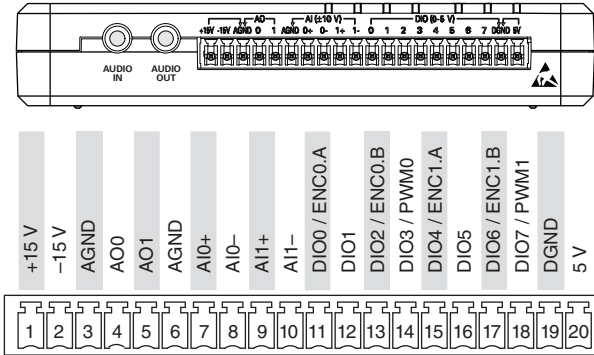 AO AI (±10 V) DIO (0-5 V)
+15V -15V AGND 0 1 AGND 0+ 0- 1+ 1- 0 1 2 3 4 5 6 7 DGND 5V
AUDIO IN
AUDIO OUT
+15 V
–15 V
AGND
AO0
AO1
AGND
AI0+
AI0–
AI1+
AI1–
DIO0 / ENC0.A
DIO1
DIO2 / ENC0.B
DIO3 / PWM0
DIO4 / ENC1.A
DIO5
DIO6 / ENC1.B
DIO7 / PWM1
DGND
5 V
1 2 3 4 5 6 7 8 9 10 11 12 13 14 15 16 17 18 19 20